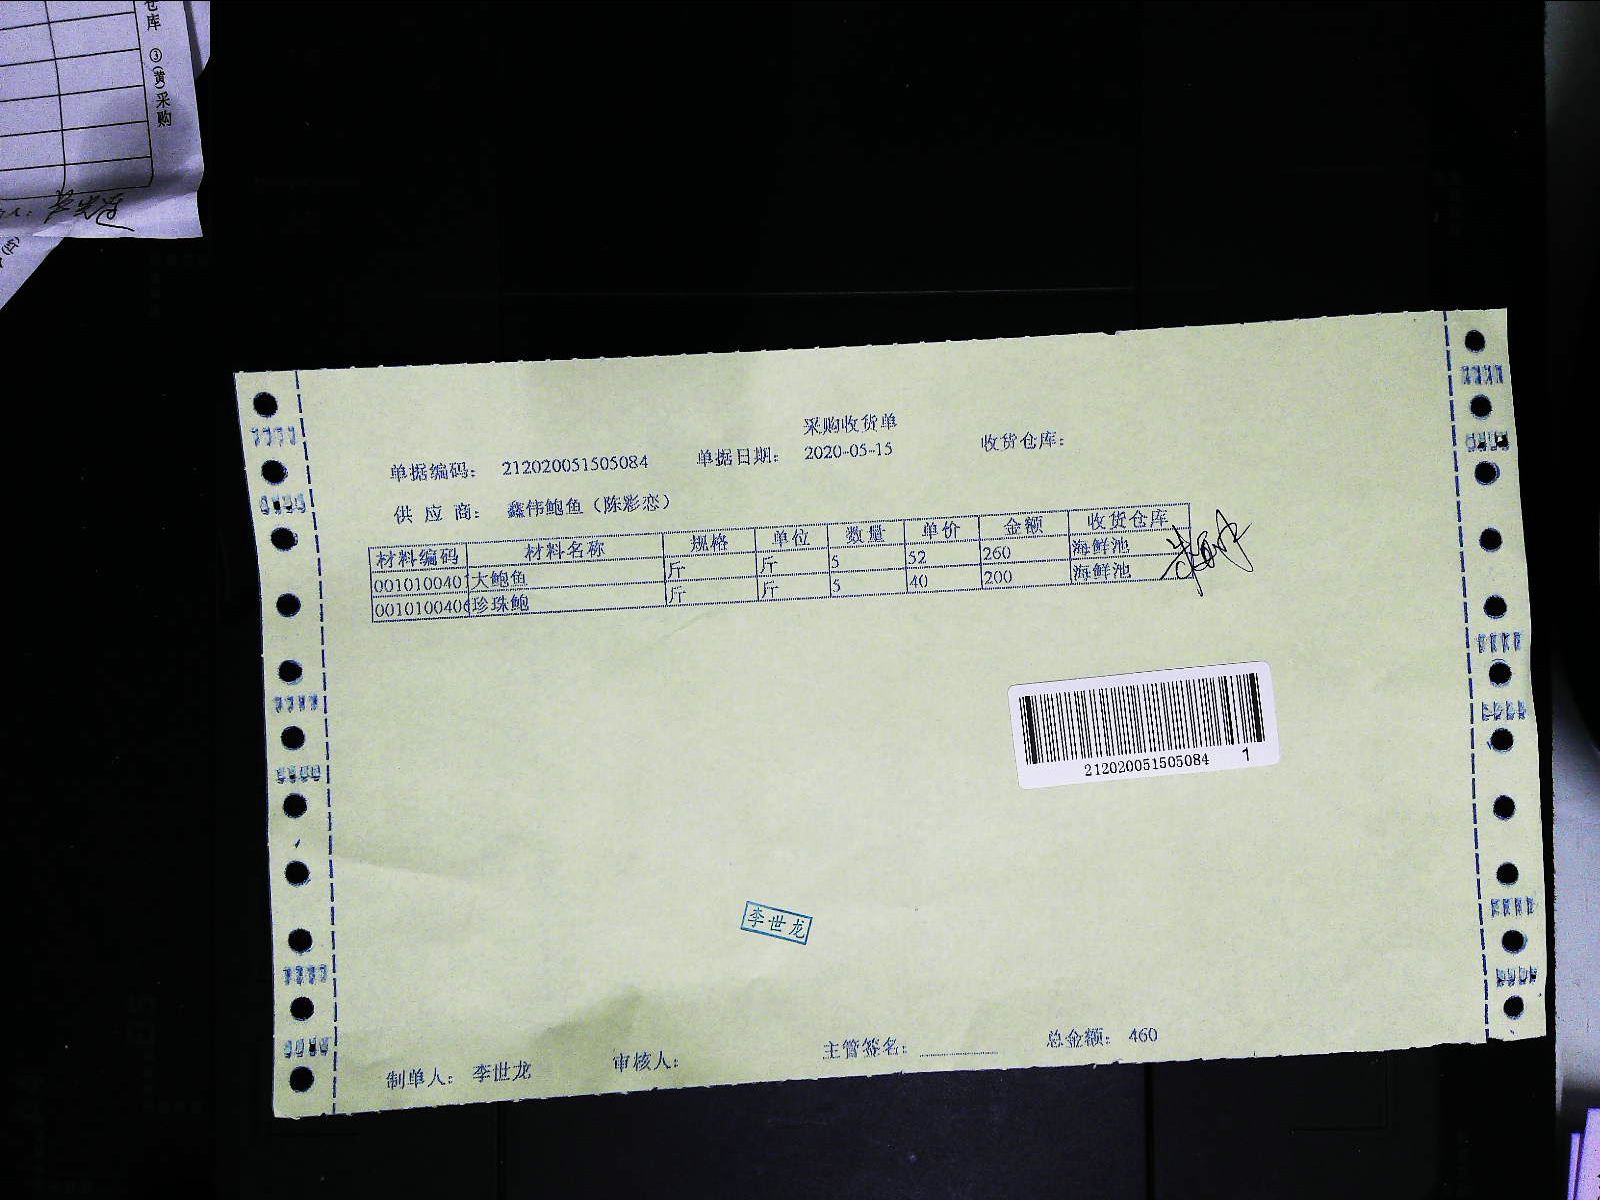 仓库 ③(黄)采购
采购收货单
单据编码： 212020051505084 单据日期： 2020-05-15 收货仓库：
供 应 商： 鑫伟鲍鱼（陈彩恋）
材料编码 材料名称 规格 单位 数量 单价 金额 收货仓库
0010100401 大鲍鱼 斤 斤 5 52 260 海鲜池
0010100406 珍珠鲍 斤 斤 5 40 200 海鲜池
212020051505084 1
李世龙
制单人： 李世龙 审核人： 主管签名： 总金额： 460